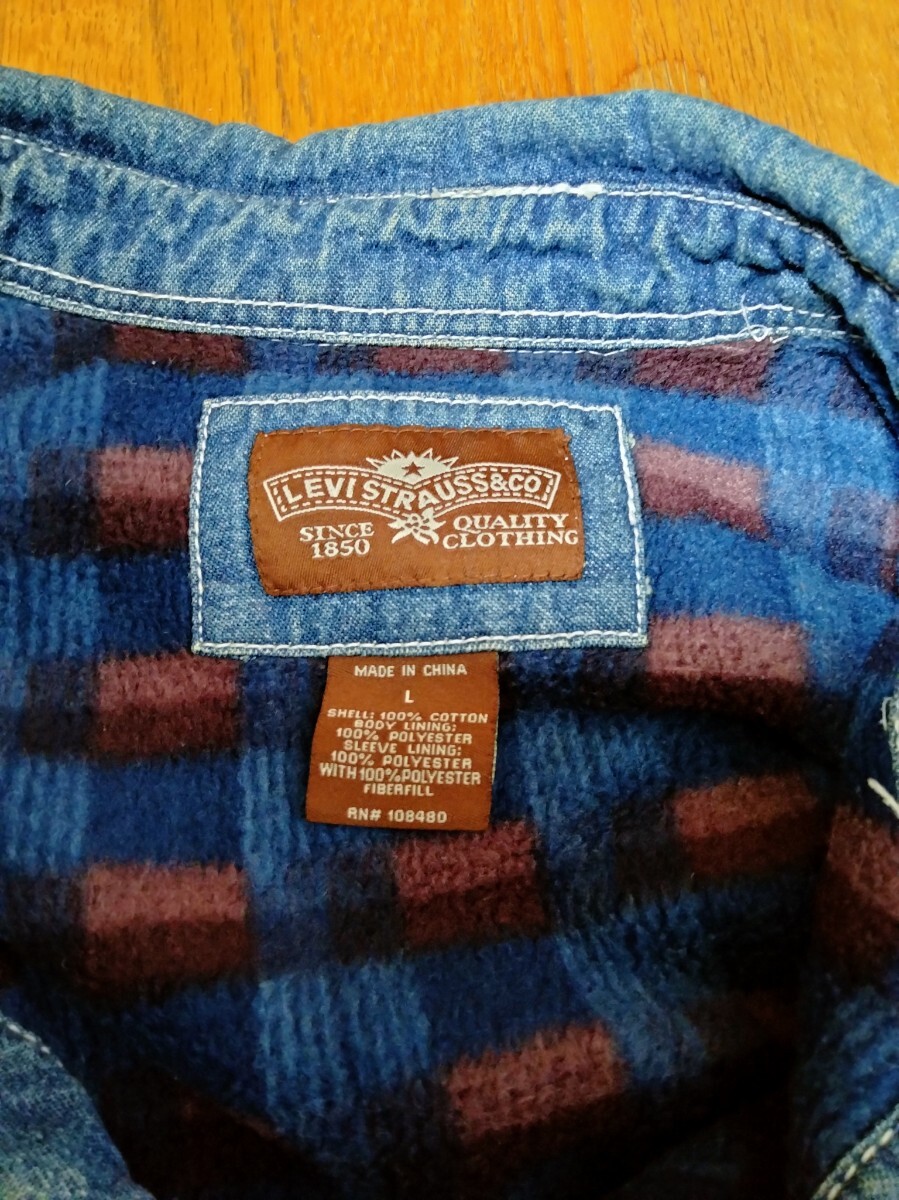 LEVI STRAUSS&CO
SINCE QUALITY
1850 CLOTHING
MADE IN CHINA
L
SHELL: 100% COTTON
BODY LINING:
100% POLYESTER
SLEEVE LINING:
100% POLYESTER
WITH 100%POLYESTER
FIBERFILL
RN# 108480